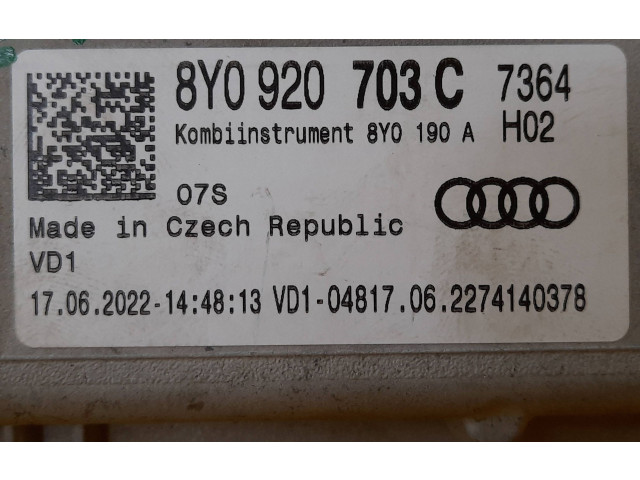 8Y0 920 703 C 7364
Kombiinstrument 8Y0 190 A H02
07S
Made in Czech Republic
VD1
17.06.2022-14:48:13 VD1-04817.06.2274140378